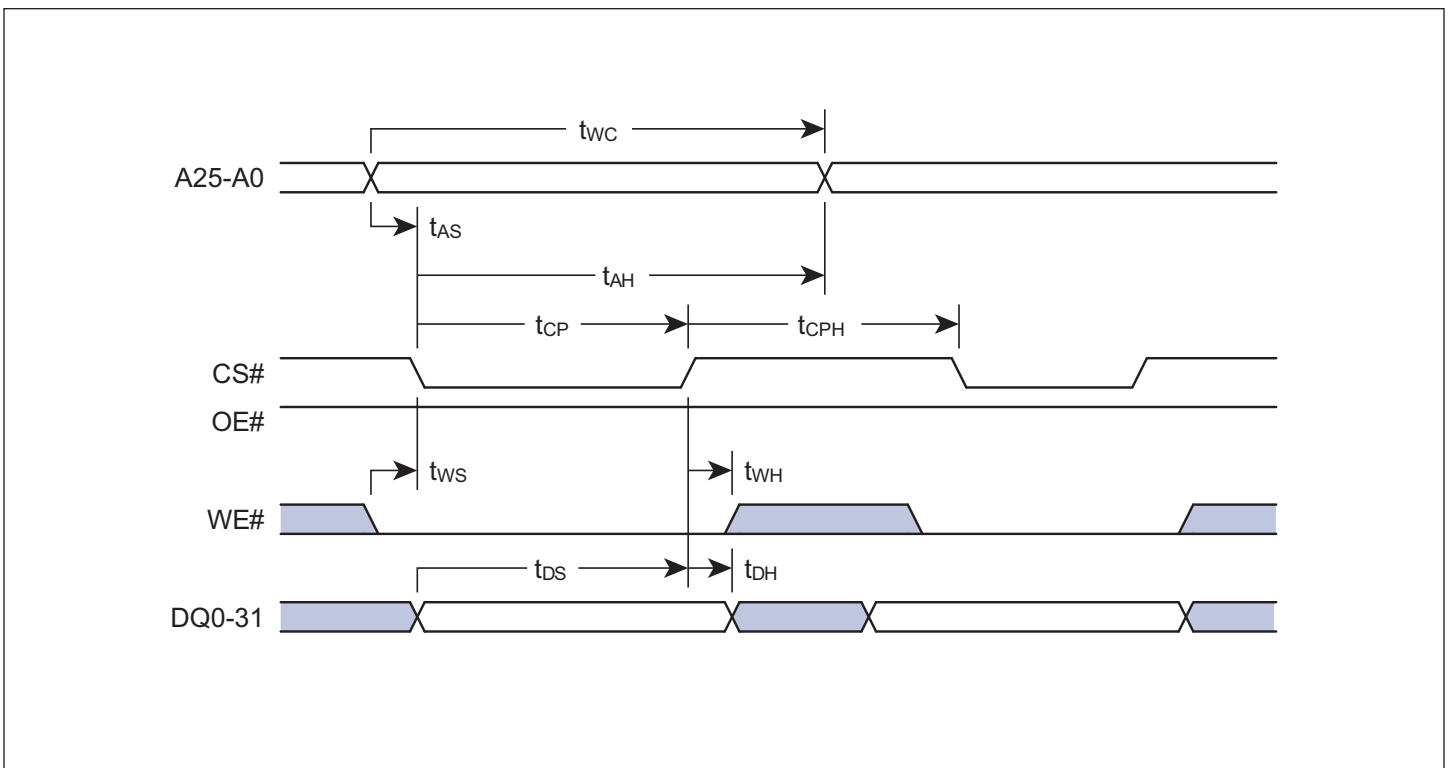 tWC
A25-A0
tAS
tAH
tCP tCPH
CS#
OE#
tWS tWH
WE#
tDS tDH
DQ0-31